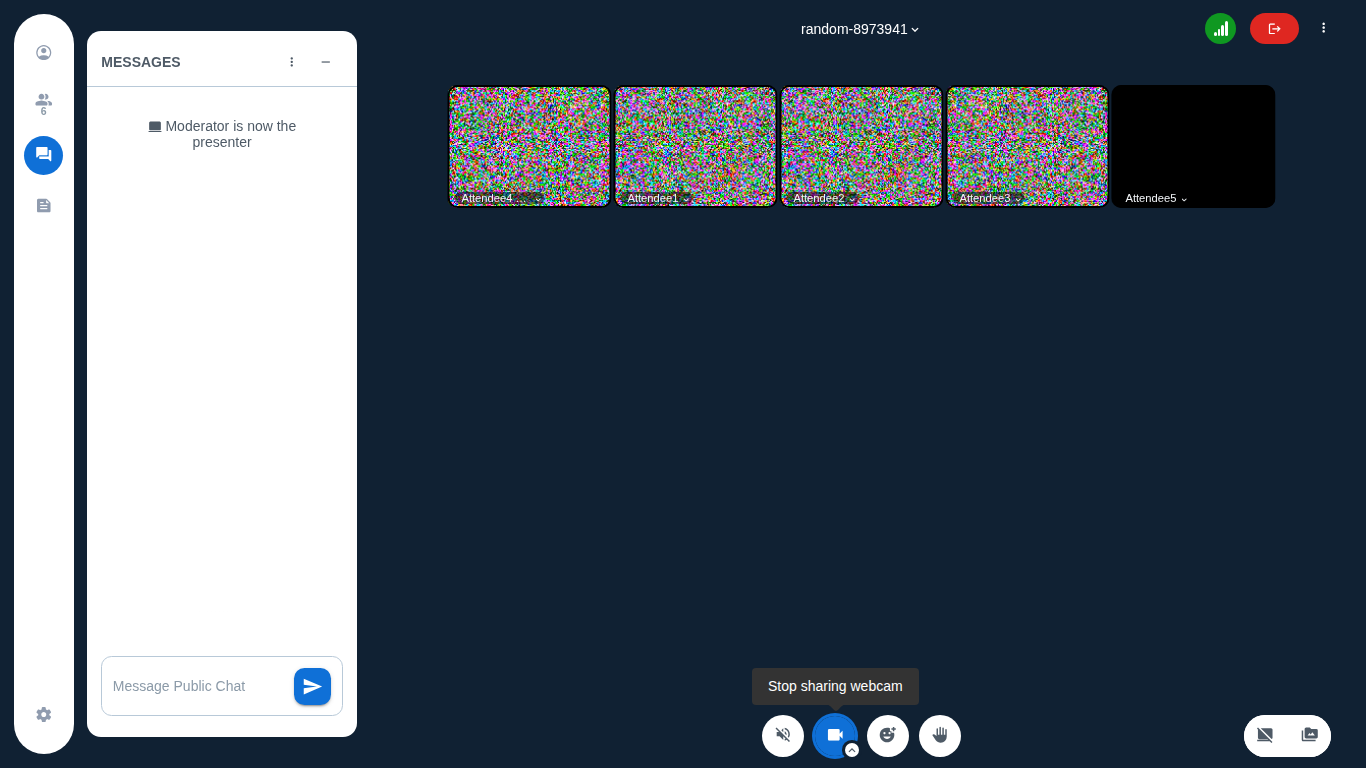 random-8973941
MESSAGES
6
Moderator is now the
presenter
Attendee4
Attendee1
Attendee2
Attendee3
Attendee5
Message Public Chat
Stop sharing webcam